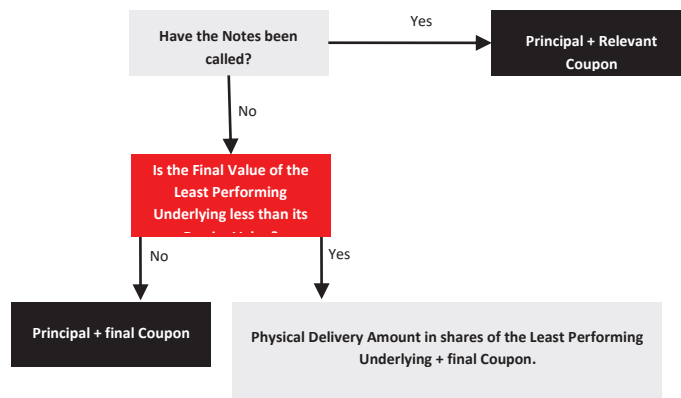 Have the Notes been
called?
Yes
Principal + Relevant
Coupon
No
Is the Final Value of the
Least Performing
Underlying less than its
No
Yes
Principal + final Coupon
Physical Delivery Amount in shares of the Least Performing
Underlying + final Coupon.